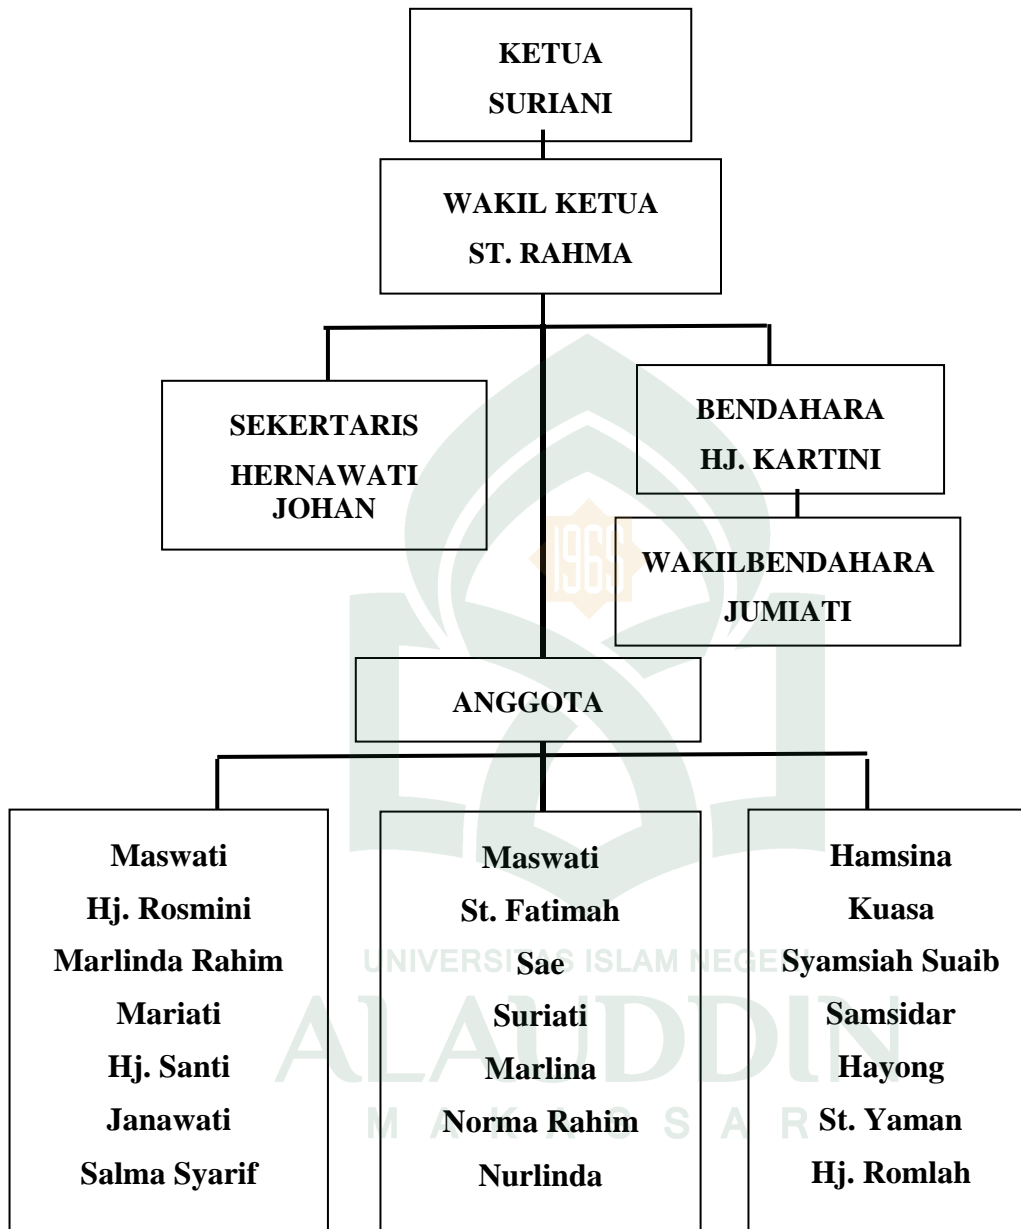 KETUA
SURIANI
WAKIL KETUA
ST. RAHMA
SEKERTARIS
HERNAWATI
JOHAN
BENDAHARA
HJ. KARTINI
WAKILBENDAHARA
JUMIATI
1965
ANGGOTA
Maswati
Hj. Rosmini
Marlinda Rahim
Mariati
Hj. Santi
Janawati
Salma Syarif
Maswati
St. Fatimah
Sae
Suriati
Marlina
Norma Rahim
Nurlinda
Hamsina
Kuasa
Syamsiah Suaib
Samsidar
Hayong
St. Yaman
Hj. Romlah
UNIVERSITAS ISLAM NEGERI
ALAUDDIN
MAKASSAR